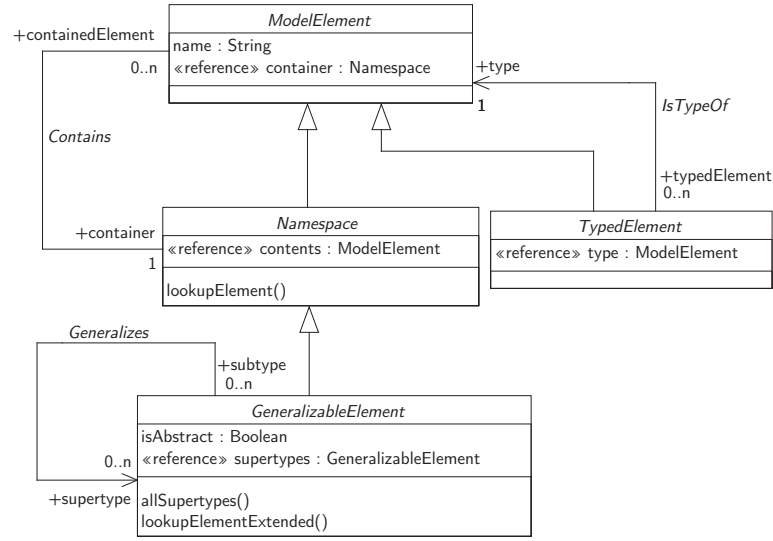 ModelElement
+containedElement
name : String
0..n
«reference» container : Namespace
+type
1
IsTypeOf
Contains
+typedElement
0..n
Namespace
TypedElement
+container
«reference» contents : ModelElement
«reference» type : ModelElement
1
lookupElement()
Generalizes
+subtype
0..n
GeneralizableElement
isAbstract : Boolean
0..n
«reference» supertypes : GeneralizableElement
+supertype
allSupertypes()
lookupElementExtended()